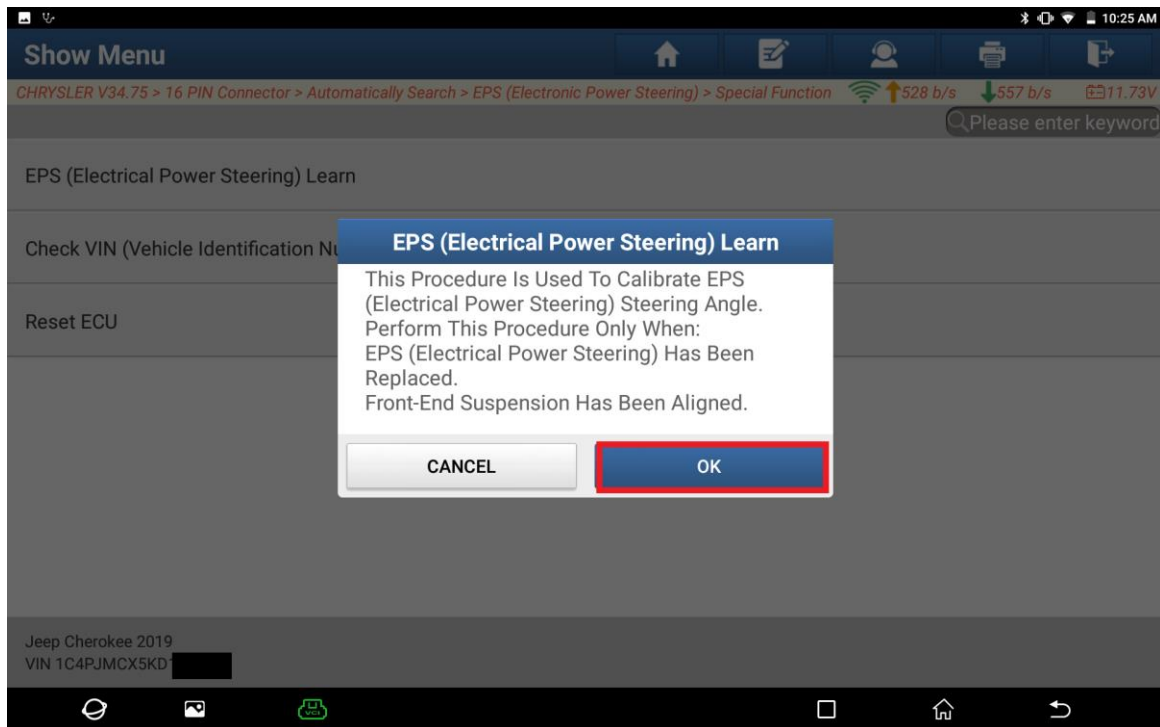 10:25 AM
Show Menu
CHRYSLER V34.75 > 16 PIN Connector > Automatically Search > EPS (Electronic Power Steering) > Special Function 528 b/s 557 b/s 11.73V
Please enter keyword
EPS (Electrical Power Steering) Learn
Check VIN (Vehicle Identification
Reset ECU
EPS (Electrical Power Steering) Learn
This Procedure Is Used To Calibrate EPS
(Electrical Power Steering) Steering Angle.
Perform This Procedure Only When:
EPS (Electrical Power Steering) Has Been
Replaced.
Front-End Suspension Has Been Aligned.
CANCEL OK
Jeep Cherokee 2019
VIN 1C4PJMCX5KD
VCI